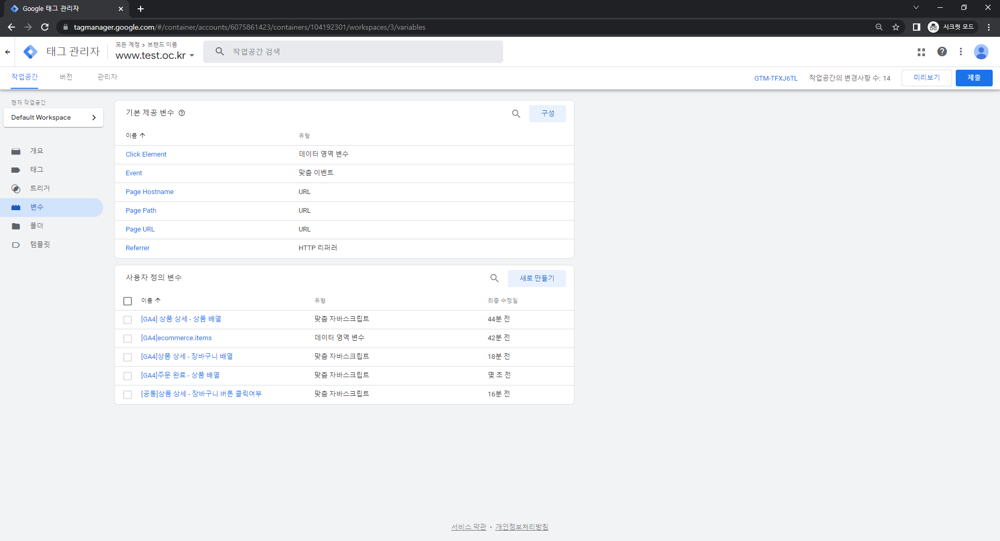 Google 태그 관리자
tagmanager.google.com/#/container/accounts/6075861423/containers/104192301/workspaces/3/variables
시크릿 모드
태그 관리자
모든 계정 > 브랜드 이름
www.test.oc.kr
작업공간 검색
작업공간
버전
관리자
GTM-TFXJ6TL
작업공간의 변경사항 수: 14
미리보기
제출
현재 작업공간
Default Workspace
개요
태그
트리거
변수
폴더
템플릿
기본 제공 변수
구성
이름 유형
Click Element 데이터 영역 변수
Event 맞춤 이벤트
Page Hostname URL
Page Path URL
Page URL URL
Referrer HTTP 리퍼러
사용자 정의 변수
새로 만들기
이름 유형 최종 수정일
[GA4] 상품 상세 - 상품 배열 맞춤 자바스크립트 44분 전
[GA4]ecommerce.items 데이터 영역 변수 42분 전
[GA4]상품 상세 - 장바구니 배열 맞춤 자바스크립트 18분 전
[GA4]주문 완료 - 상품 배열 맞춤 자바스크립트 몇 초 전
[공통]상품 상세 - 장바구니 버튼 클릭여부 맞춤 자바스크립트 16분 전
서비스 약관 · 개인정보처리방침